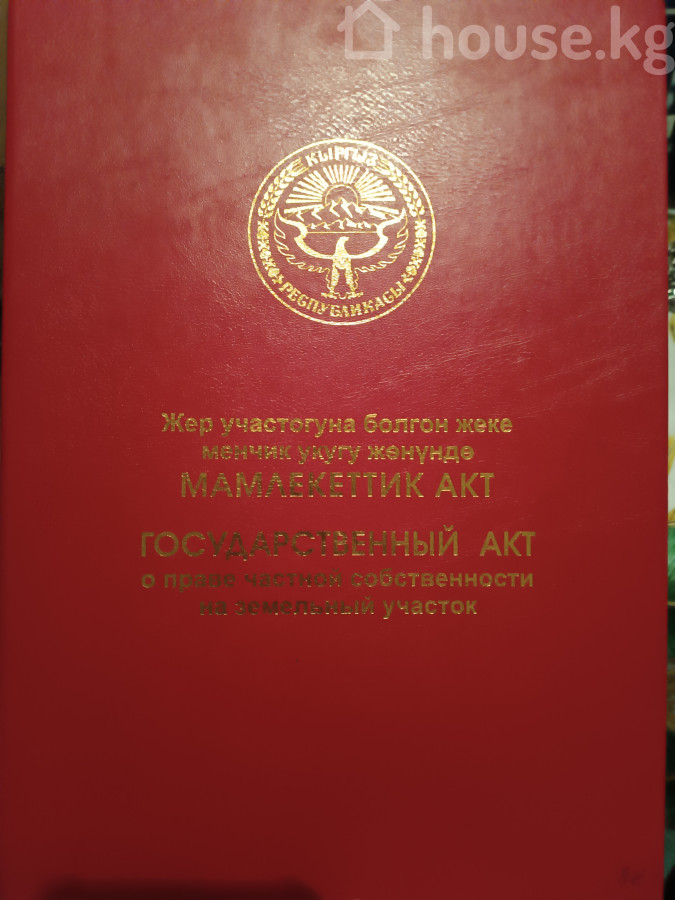 house.kg
КЫРГЫЗ
РЕСПУБЛИКАСЫ
Жер участогуна болгон жеке
менчик укугу жөнүндө
МАМЛЕКЕТТИК АКТ
ГОСУДАРСТВЕННЫЙ АКТ
о праве частной собственности
на земельный участок